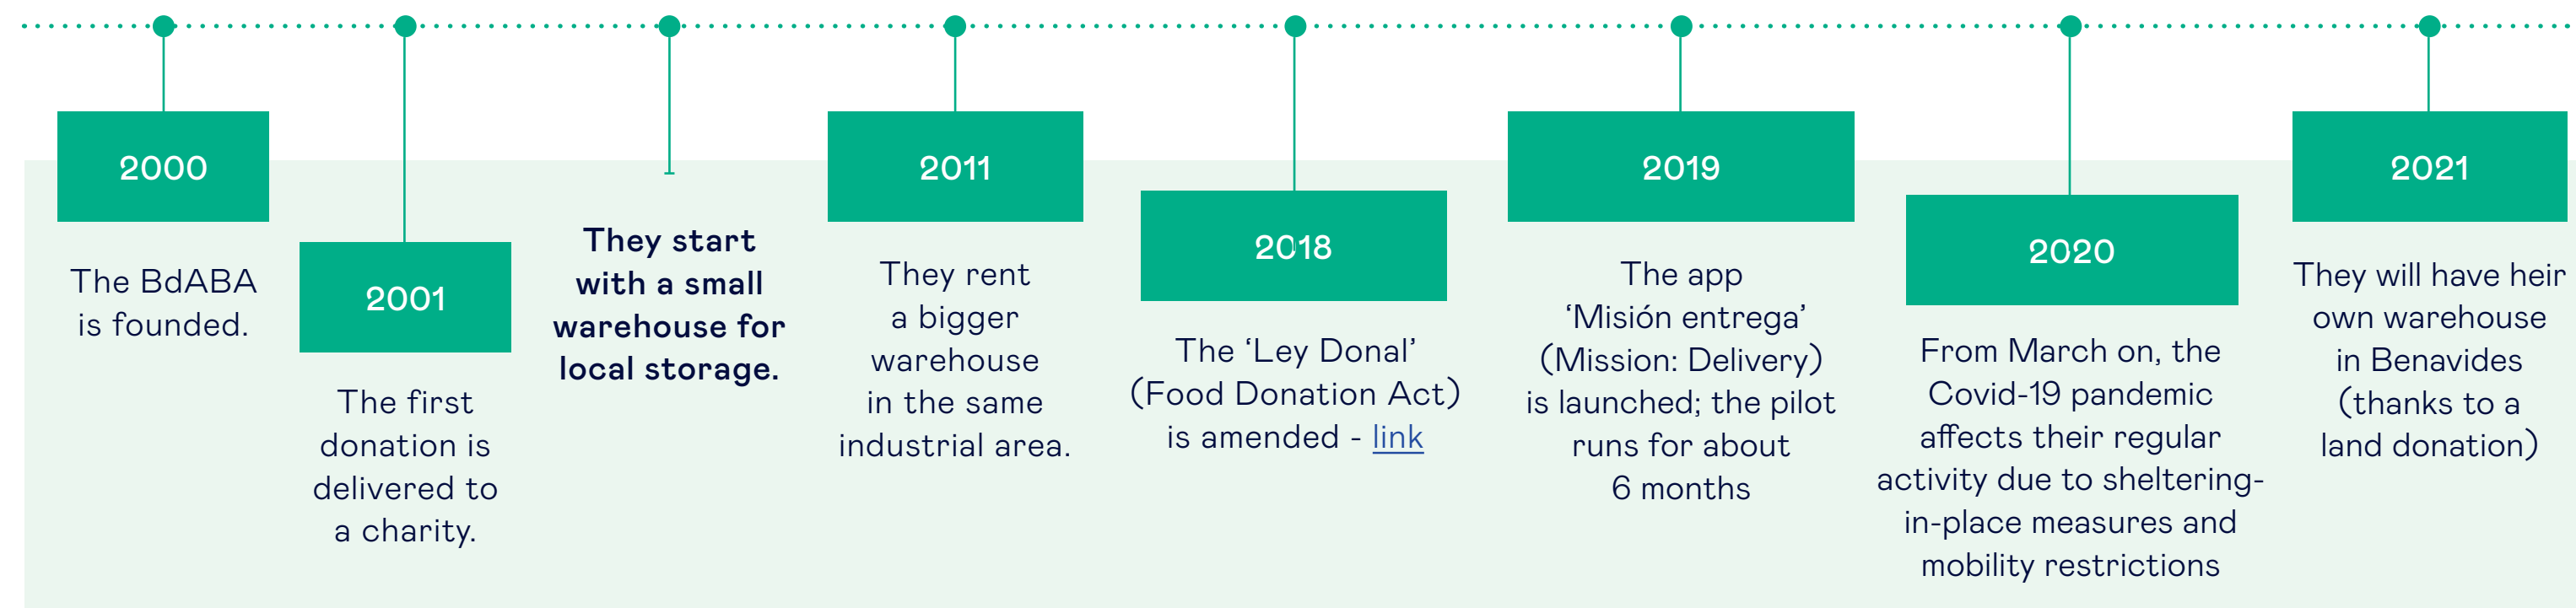 2000
The BdABA
is founded.
2001
The first
donation is
delivered to
a charity.
They start
with a small
warehouse for
local storage.
2011
They rent
a bigger
warehouse
in the same
industrial area.
2018
The ‘Ley Donal’
(Food Donation Act)
is amended - link
2019
The app
‘Misión entrega’
(Mission: Delivery)
is launched; the pilot
runs for about
6 months
2020
From March on, the
Covid-19 pandemic
affects their regular
activity due to sheltering-
in-place measures and
mobility restrictions
2021
They will have heir
own warehouse
in Benavides
(thanks to a
land donation)